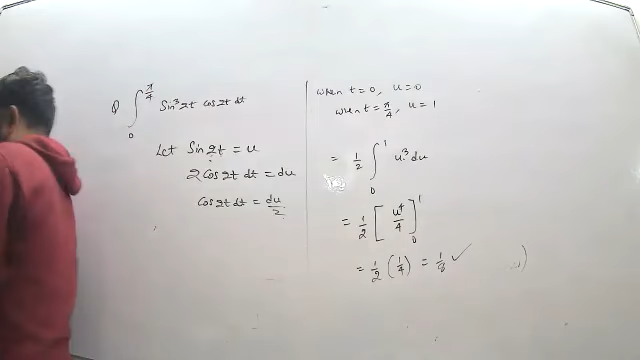 Q ∫₀^(π/4) Sin³2t cos2t dt
Let Sin2t = u
2Cos2t dt = du
Cos2t dt = du/2
when t=0, u=0
when t=π/4, u=1
= 1/2 ∫₀¹ u³ du
= 1/2 [u⁴/4]₀¹
= 1/2 (1/4) = 1/8 ✓